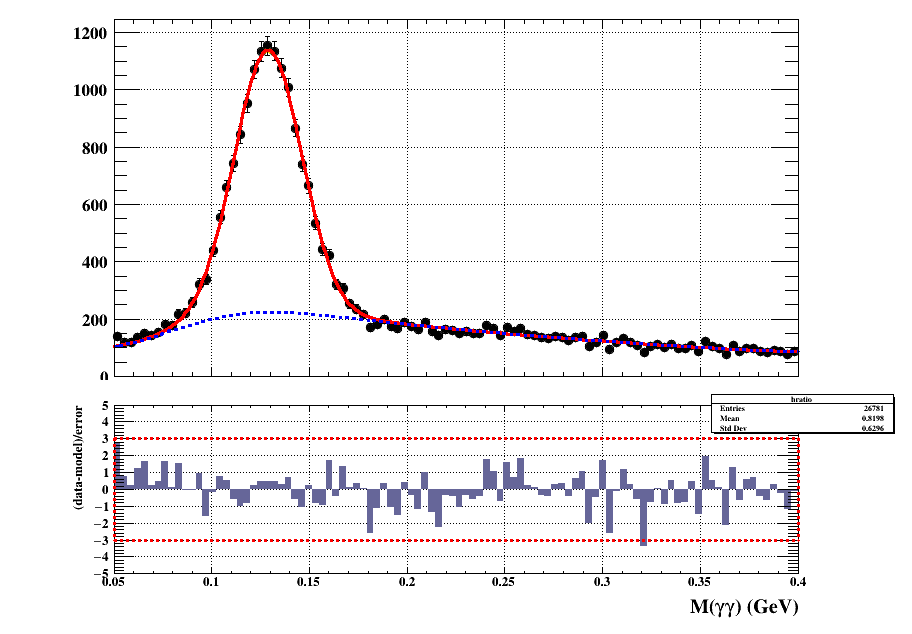 1200
1000
800
600
400
200
0
hratio
Entries 26781
Mean 0.8198
Std Dev 0.6296
(data-model)/error
5
4
3
2
1
0
−1
−2
−3
−4
−5
0.05 0.1 0.15 0.2 0.25 0.3 0.35 0.4
M(γγ) (GeV)